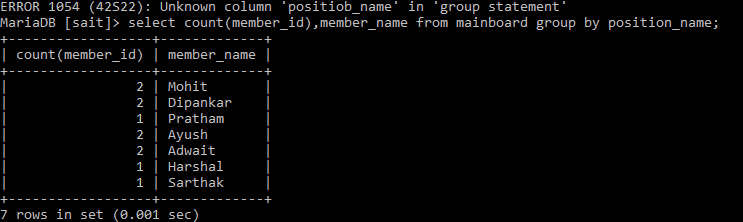 ERROR 1054 (42S22): Unknown column 'positiob_name' in 'group statement'
MariaDB [sait]> select count(member_id),member_name from mainboard group by position_name;
+------------------+-------------+
| count(member_id) | member_name |
+------------------+-------------+
|                2 | Mohit       |
|                2 | Dipankar    |
|                1 | Pratham     |
|                2 | Ayush       |
|                2 | Adwait      |
|                1 | Harshal     |
|                1 | Sarthak     |
+------------------+-------------+
7 rows in set (0.001 sec)